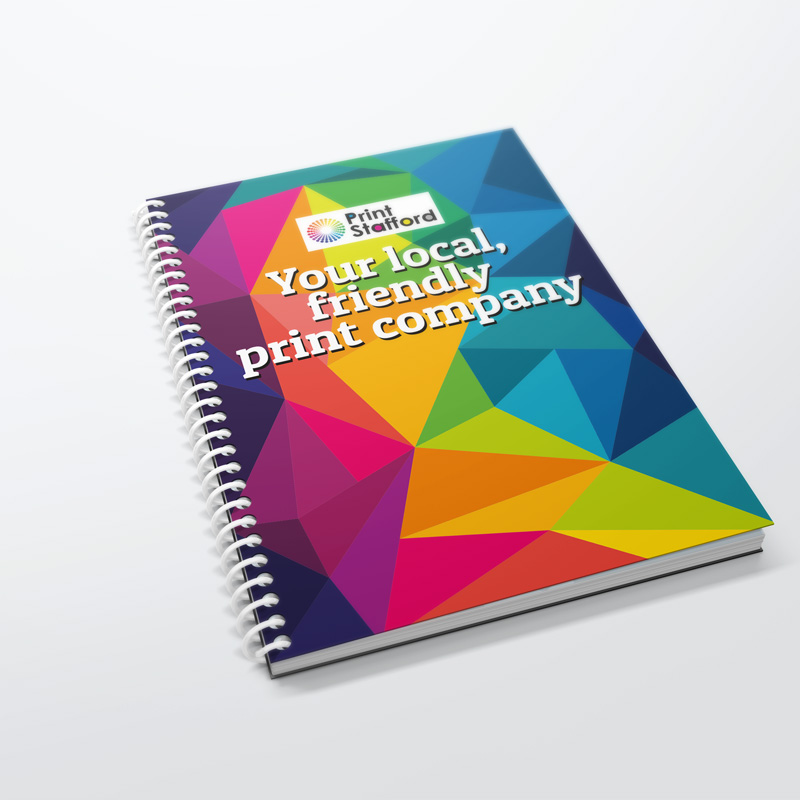 Print
Stafford
Your local,
friendly
print company